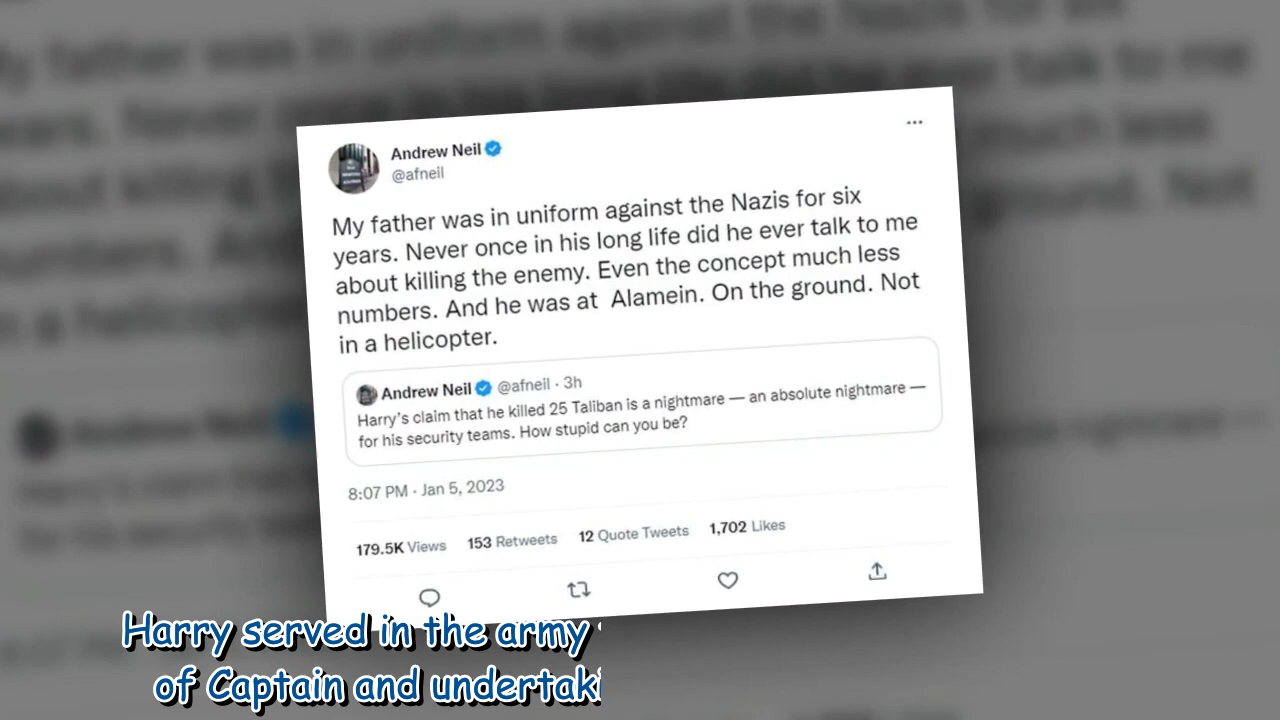 Andrew Neil
@afneil
My father was in uniform against the Nazis for six
years. Never once in his long life did he ever talk to me
about killing the enemy. Even the concept much less
numbers. And he was at Alamein. On the ground. Not
in a helicopter.
Andrew Neil @afneil · 3h
Harry's claim that he killed 25 Taliban is a nightmare — an absolute nightmare —
for his security teams. How stupid can you be?
8:07 PM · Jan 5, 2023
179.5K Views 153 Retweets 12 Quote Tweets 1,702 Likes
Harry served in the army
of Captain and undertaki